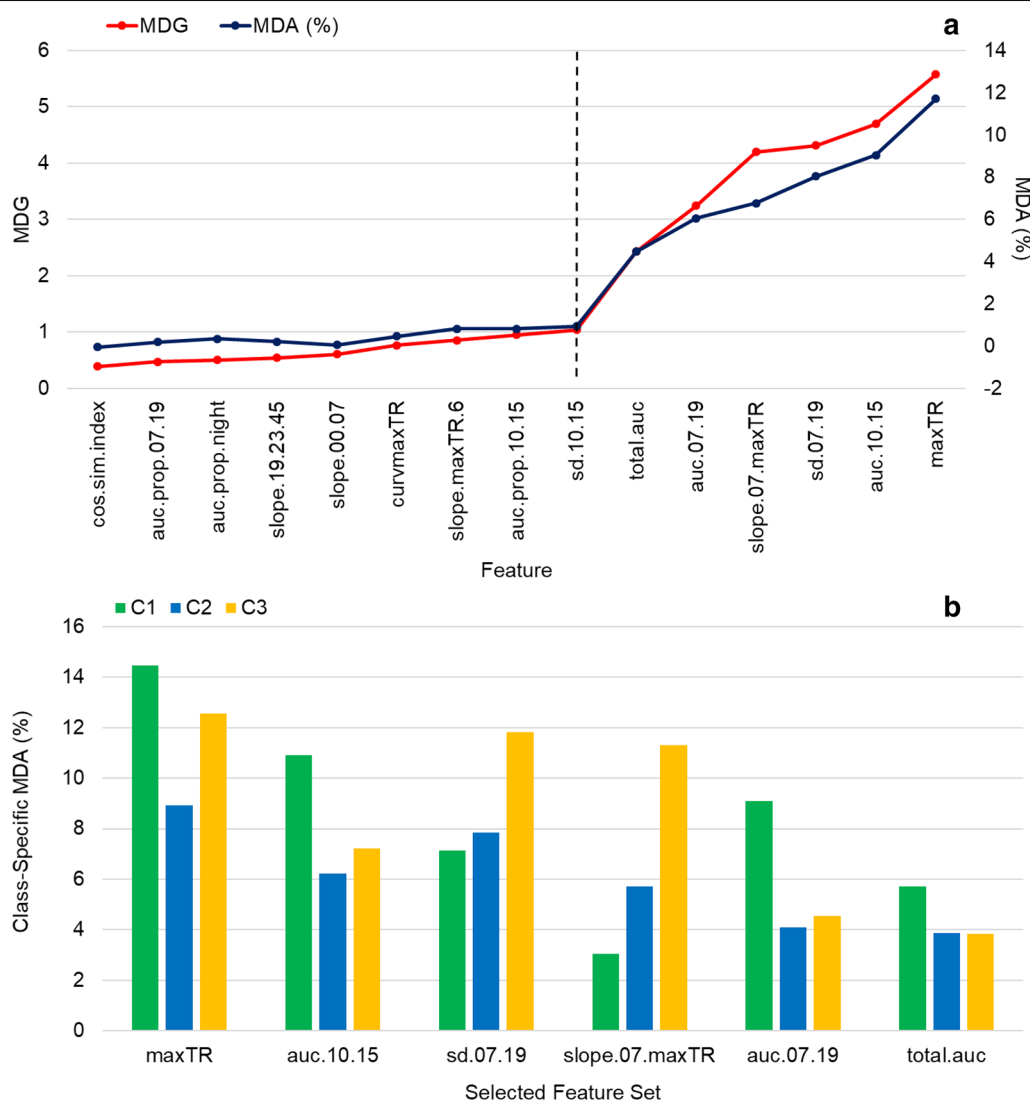 MDG MDA (%) a
6 14
5 12
4 10
3 8
2 6
1 4
0 2
0
-2
MDG
MDA (%)
cos.sim.index
auc.prop.07.19
auc.prop.night
slope.19.23.45
slope.00.07
curvmaxTR
slope.maxTR.6
auc.prop.10.15
sd.10.15
total.auc
auc.07.19
slope.07.maxTR
sd.07.19
auc.10.15
maxTR
Feature
C1 C2 C3 b
16
14
12
10
8
6
4
2
0
Class-Specific MDA (%)
maxTR auc.10.15 sd.07.19 slope.07.maxTR auc.07.19 total.auc
Selected Feature Set